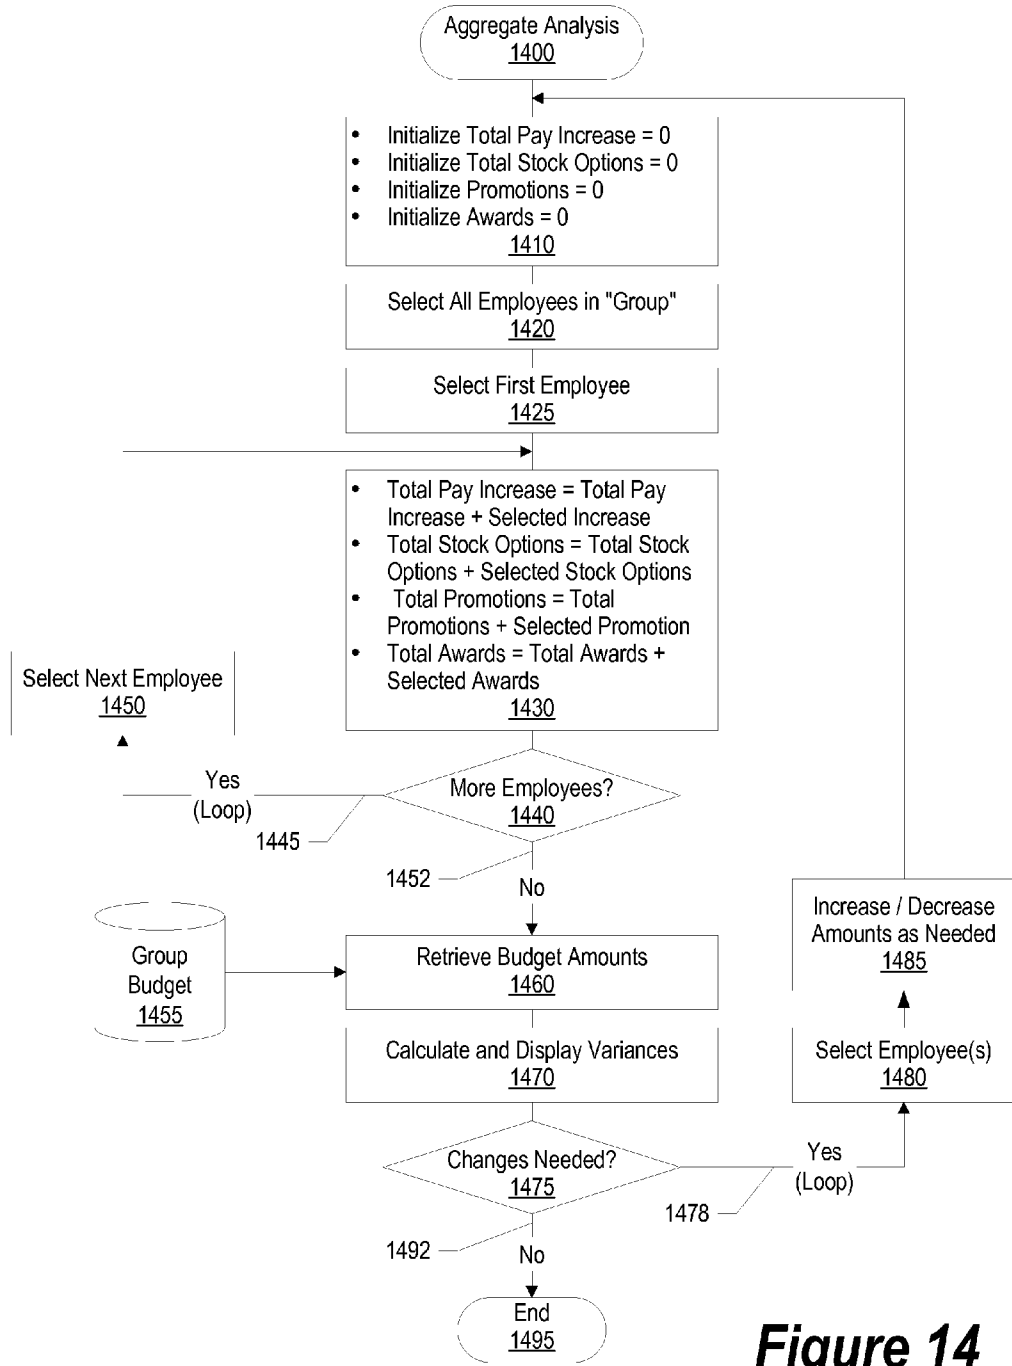 Aggregate Analysis
1400
• Initialize Total Pay Increase = 0
• Initialize Total Stock Options = 0
• Initialize Promotions = 0
• Initialize Awards = 0
1410
Select All Employees in "Group"
1420
Select First Employee
1425
• Total Pay Increase = Total Pay
Increase + Selected Increase
• Total Stock Options = Total Stock
Options + Selected Stock Options
• Total Promotions = Total
Promotions + Selected Promotion
• Total Awards = Total Awards +
Selected Awards
1430
Select Next Employee
1450
More Employees?
1440
Yes
(Loop)
1445
1452
No
Group
Budget
1455
Retrieve Budget Amounts
1460
Calculate and Display Variances
1470
Changes Needed?
1475
Yes
(Loop)
1478
Select Employee(s)
1480
Increase / Decrease
Amounts as Needed
1485
1492
No
End
1495
Figure 14